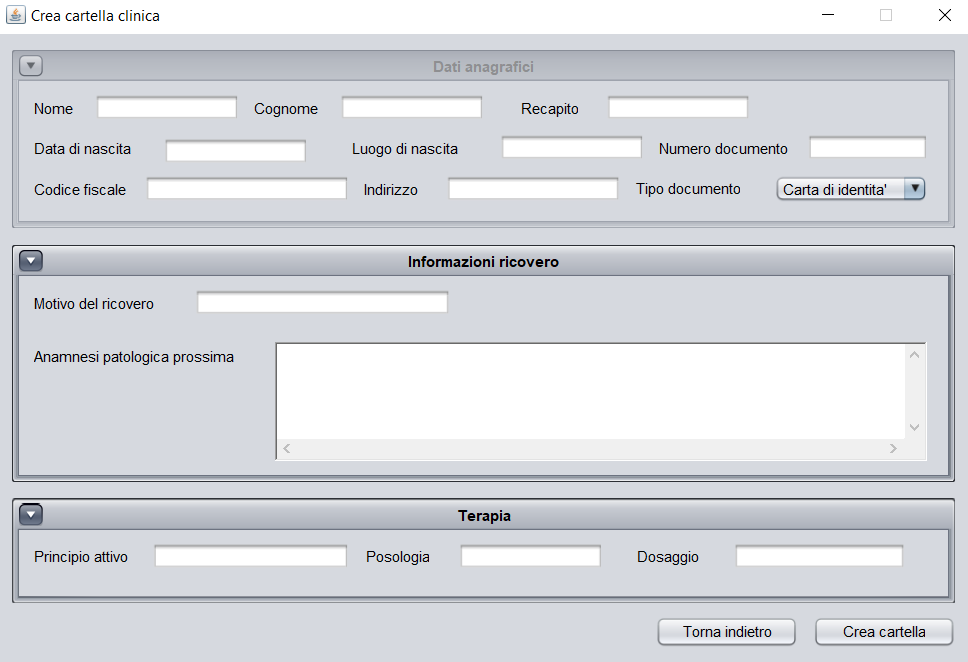 Crea cartella clinica
Dati anagrafici
Nome Cognome Recapito
Data di nascita Luogo di nascita Numero documento
Codice fiscale Indirizzo Tipo documento Carta di identita'
Informazioni ricovero
Motivo del ricovero
Anamnesi patologica prossima
Terapia
Principio attivo Posologia Dosaggio
Torna indietro Crea cartella